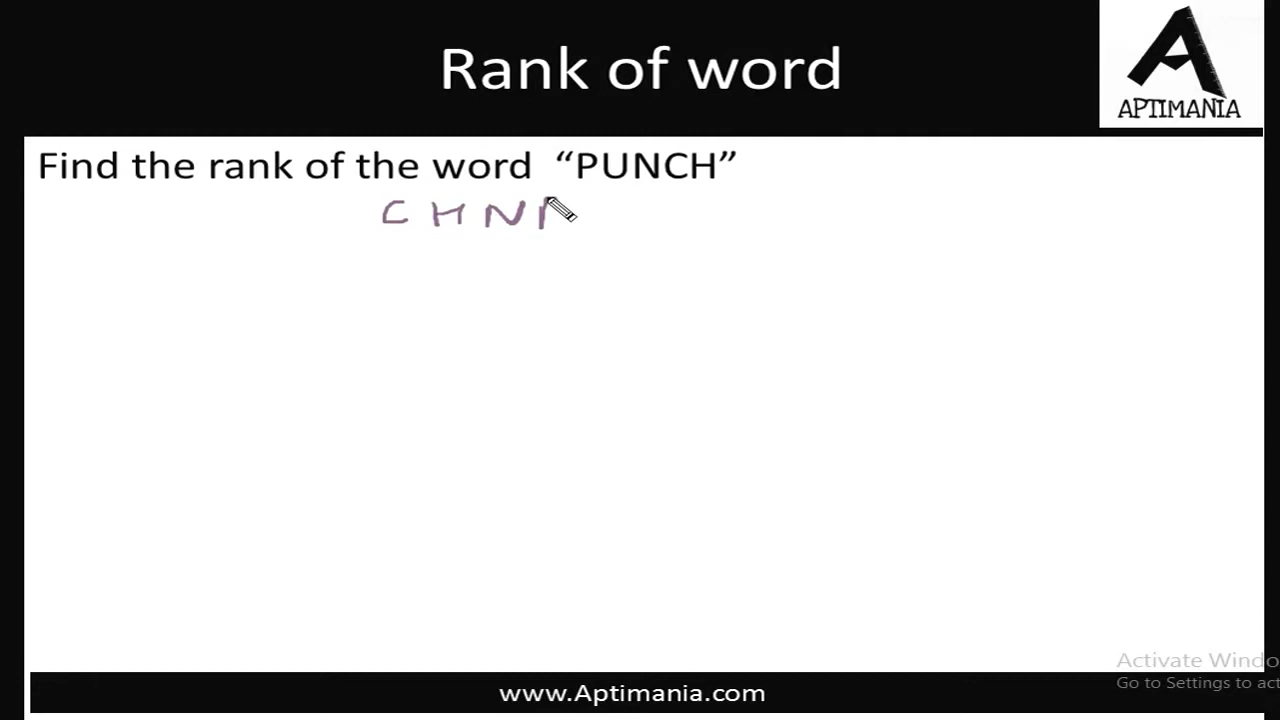 Rank of word
APTIMANIA
Find the rank of the word “PUNCH”
C H N
Activate Windo
Go to Settings to act
www.Aptimania.com